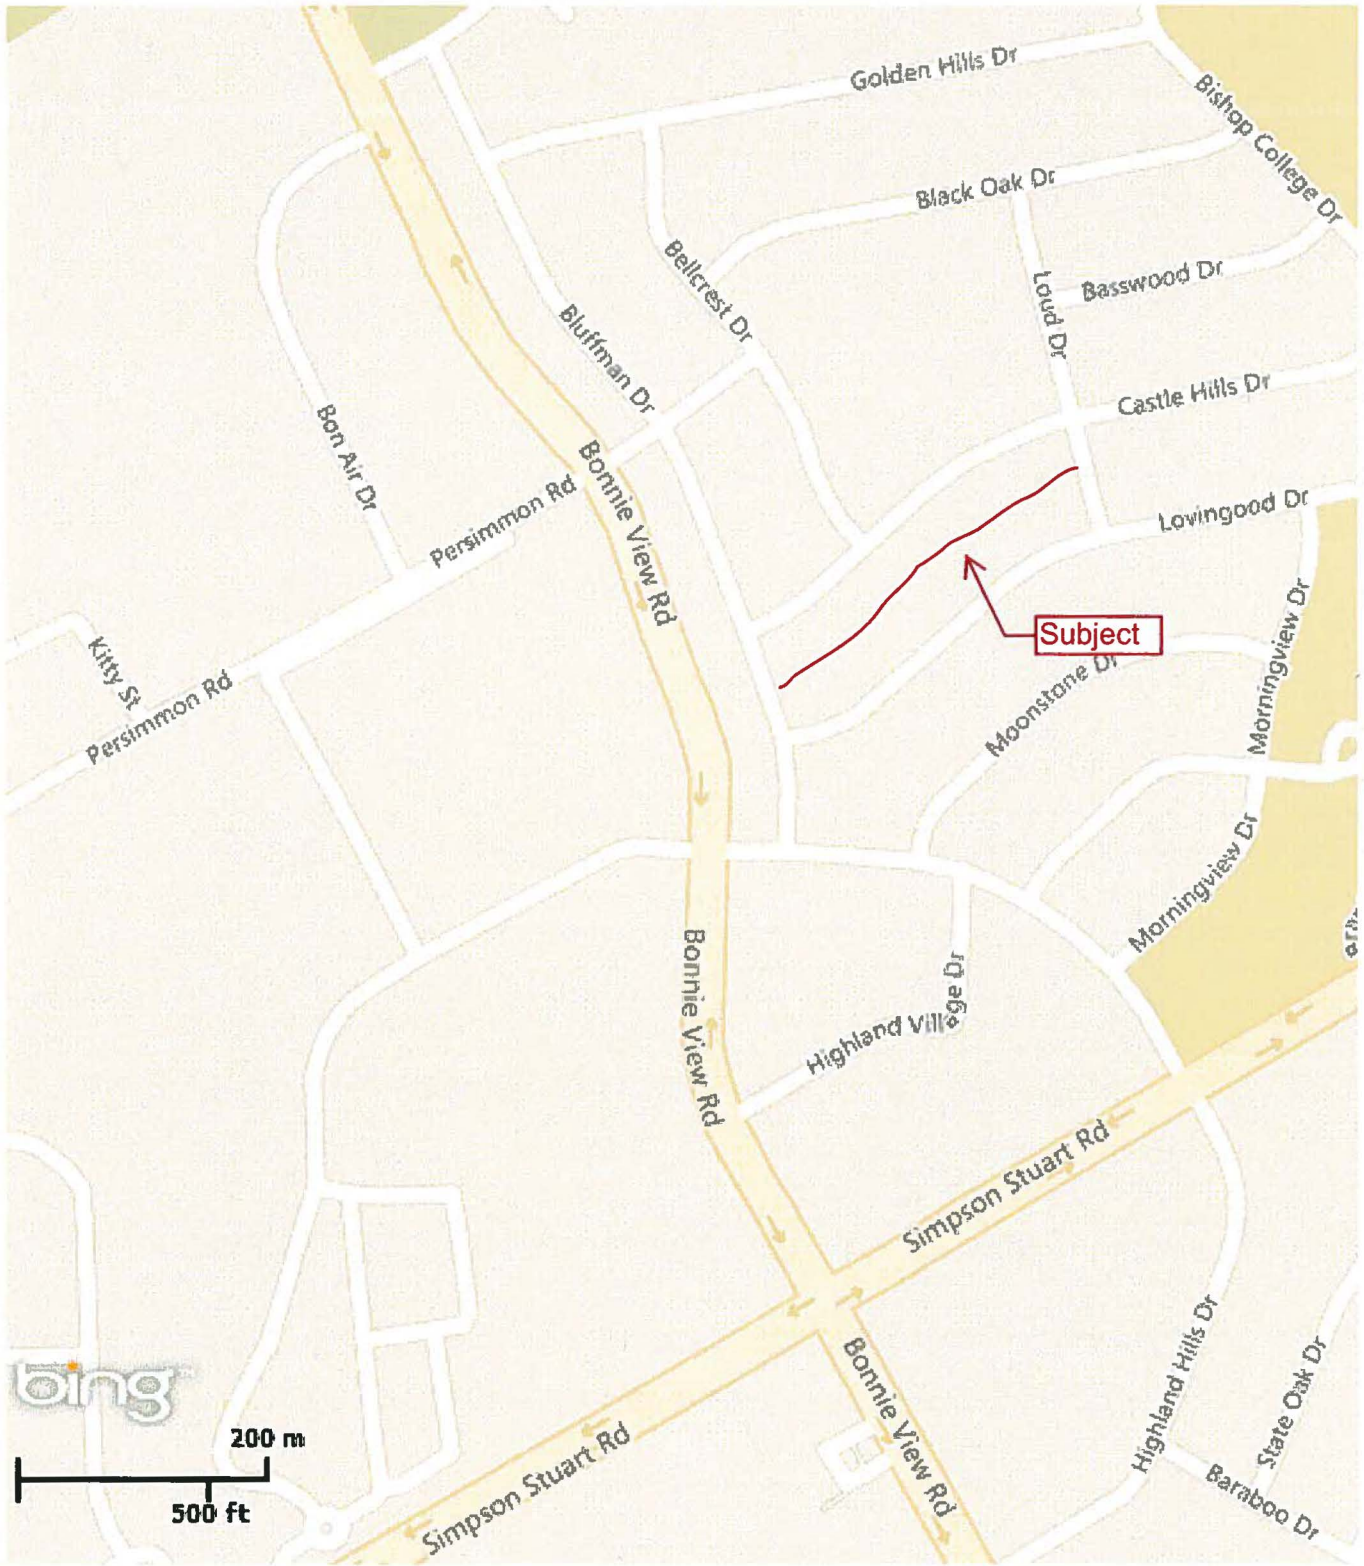 Golden Hills Dr
Bishop College Dr
Black Oak Dr
Bellcrest Dr
Loud Dr
Basswood Dr
Bluffman Dr
Castle Hills Dr
Bon Air Dr
Persimmon Rd
Bonnie View Rd
Lovingood Dr
Subject
Kitty St
Persimmon Rd
Moonstone Dr
Morningview Dr
Morningview Dr
Bonnie View Rd
Highland Village Dr
Simpson Stuart Rd
Bonnie View Rd
Highland Hills Dr
State Oak Dr
bing
200 m
500 ft
Simpson Stuart Rd
Baraboo Dr